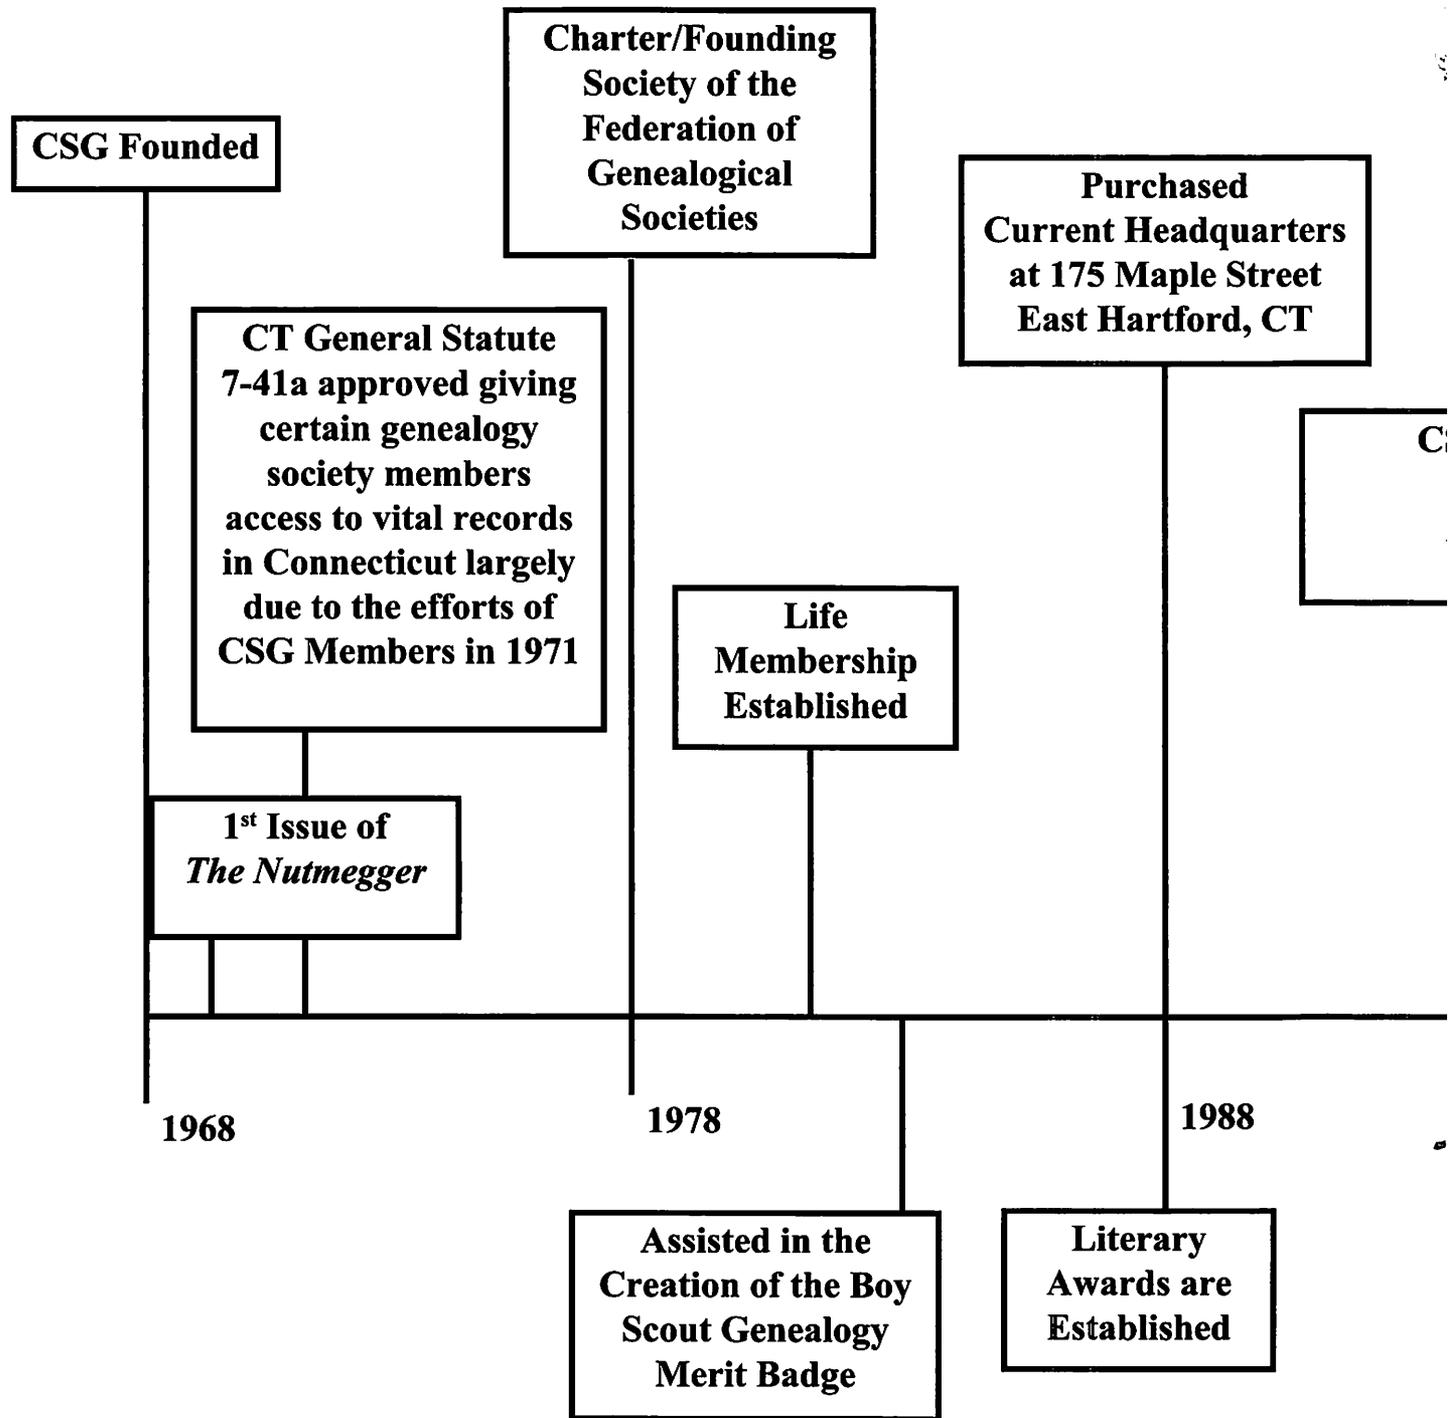 Charter/Founding
Society of the
Federation of
Genealogical
Societies
CSG Founded
Purchased
Current Headquarters
at 175 Maple Street
East Hartford, CT
CT General Statute
7-41a approved giving
certain genealogy
society members
access to vital records
in Connecticut largely
due to the efforts of
CSG Members in 1971
Life
Membership
Established
1st Issue of
The Nutmegger
1968
1978
1988
Assisted in the
Creation of the Boy
Scout Genealogy
Merit Badge
Literary
Awards are
Established